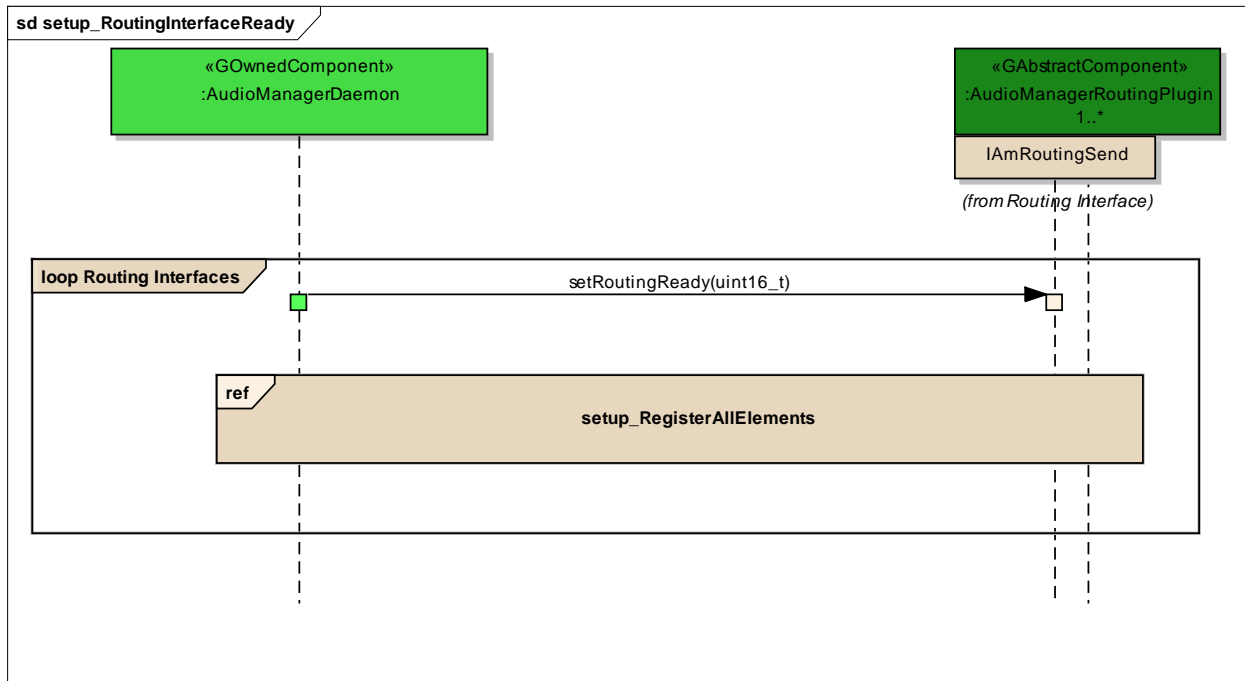 sd setup_RoutingInterfaceReady
«GOwnedComponent»
:AudioManagerDaemon
«GAbstractComponent»
:AudioManagerRoutingPlugin
1..*
IAmRoutingSend
(from Routing Interface)
loop Routing Interfaces
setRoutingReady(uint16_t)
ref
setup_RegisterAllElements